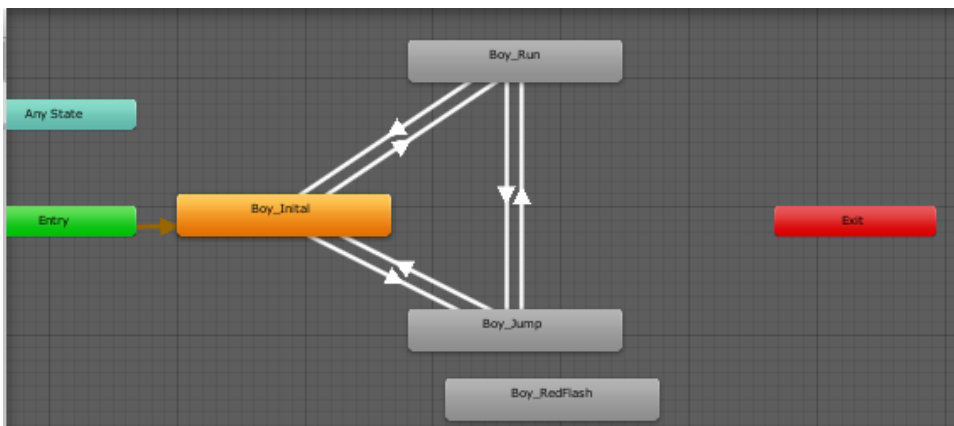 Boy_Run
Any State
Boy_Inital
Entry
Exit
Boy_Jump
Boy_RedFlash